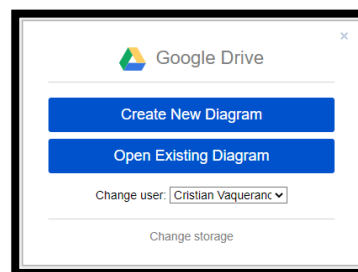 ×
Google Drive
Create New Diagram
Open Existing Diagram
Change user: Cristian Vaqueranc
Change storage